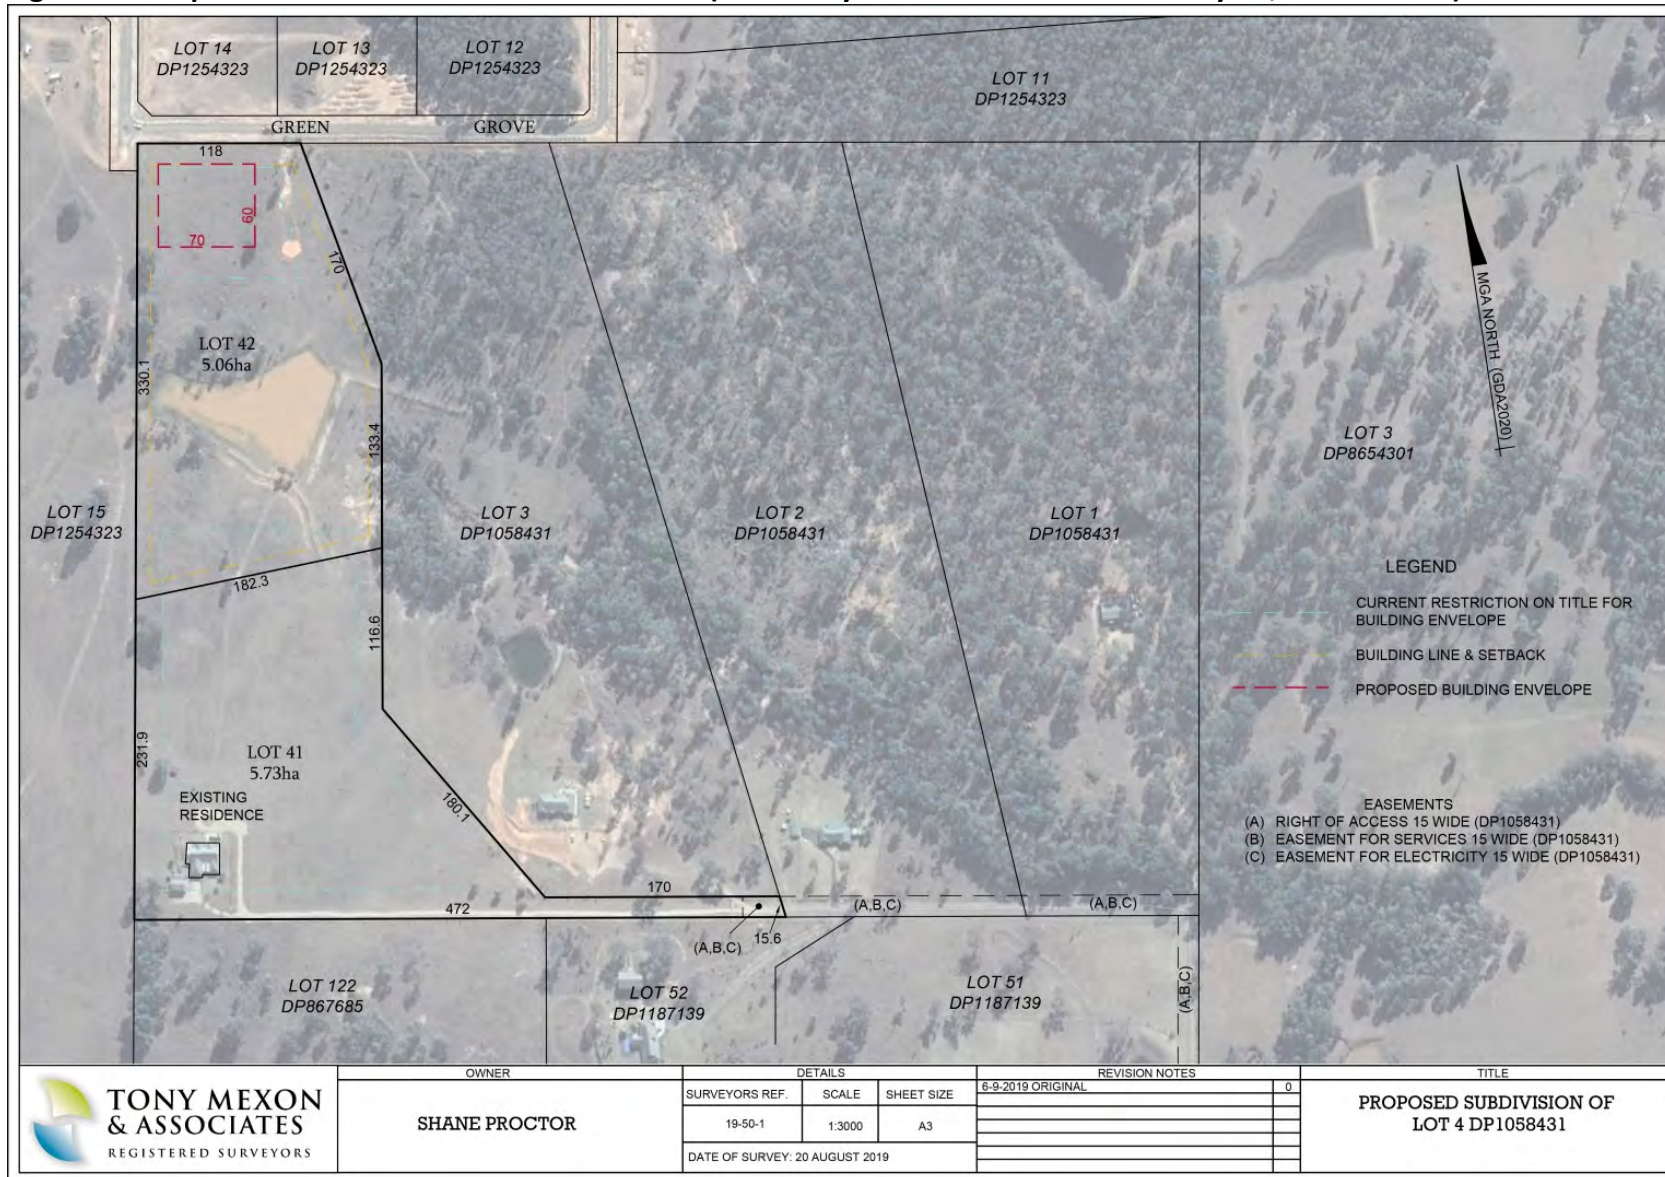 LOT 14
DP1254323
LOT 13
DP1254323
LOT 12
DP1254323
LOT 11
DP1254323
GREEN GROVE
118
60
70
170
MGA NORTH (GDA2020)
LOT 42
5.06ha
330.1
133.4
LOT 3
DP8654301
LOT 15
DP1254323
LOT 3
DP1058431
LOT 2
DP1058431
LOT 1
DP1058431
182.3
116.6
LEGEND
CURRENT RESTRICTION ON TITLE FOR
BUILDING ENVELOPE
BUILDING LINE & SETBACK
PROPOSED BUILDING ENVELOPE
231.9
LOT 41
5.73ha
EXISTING
RESIDENCE
180.1
EASEMENTS
(A) RIGHT OF ACCESS 15 WIDE (DP1058431)
(B) EASEMENT FOR SERVICES 15 WIDE (DP1058431)
(C) EASEMENT FOR ELECTRICITY 15 WIDE (DP1058431)
170
472
(A,B,C)
(A,B,C)
(A,B,C)
15.6
(A,B,C)
LOT 122
DP867685
LOT 52
DP1187139
LOT 51
DP1187139
TONY MEXON
& ASSOCIATES
REGISTERED SURVEYORS
OWNER
SHANE PROCTOR
DETAILS
SURVEYORS REF. SCALE SHEET SIZE
19-50-1 1:3000 A3
DATE OF SURVEY: 20 AUGUST 2019
REVISION NOTES
6-9-2019 ORIGINAL 0
TITLE
PROPOSED SUBDIVISION OF
LOT 4 DP1058431